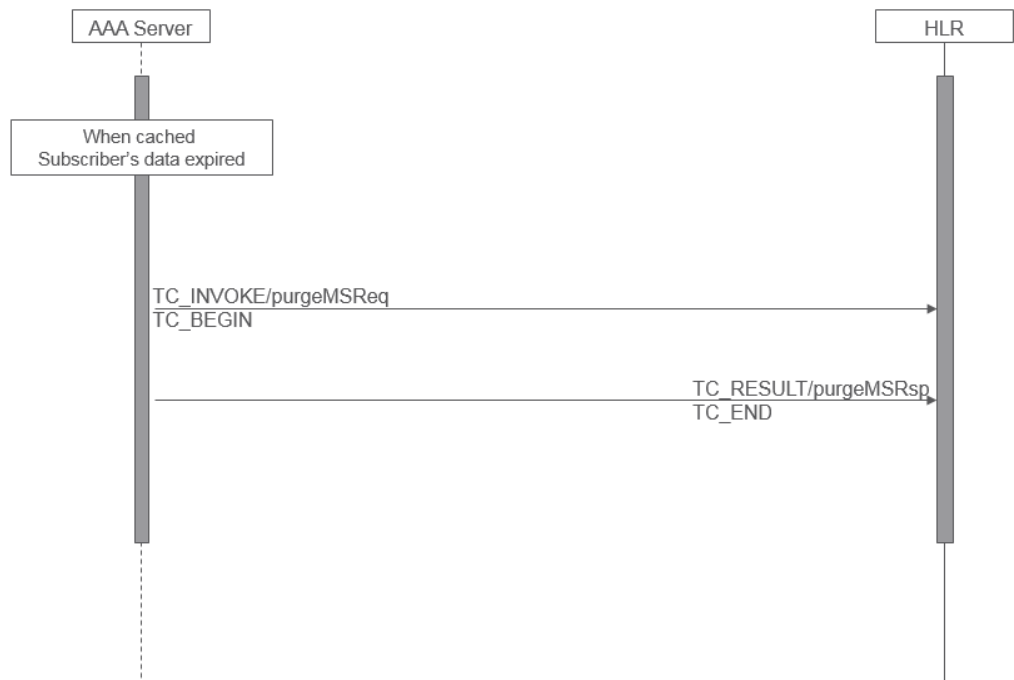 AAA Server
HLR
When cached
Subscriber's data expired
TC_INVOKE/purgeMSReq
TC_BEGIN
TC_RESULT/purgeMSRsp
TC_END